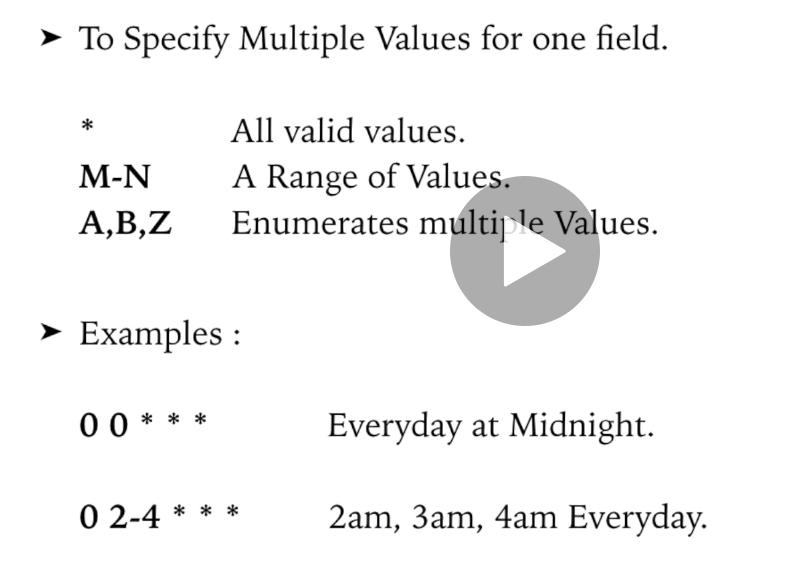 ➤ To Specify Multiple Values for one field.
* All valid values.
M-N A Range of Values.
A,B,Z Enumerates multiple Values.
➤ Examples :
0 0 * * * Everyday at Midnight.
0 2-4 * * * 2am, 3am, 4am Everyday.